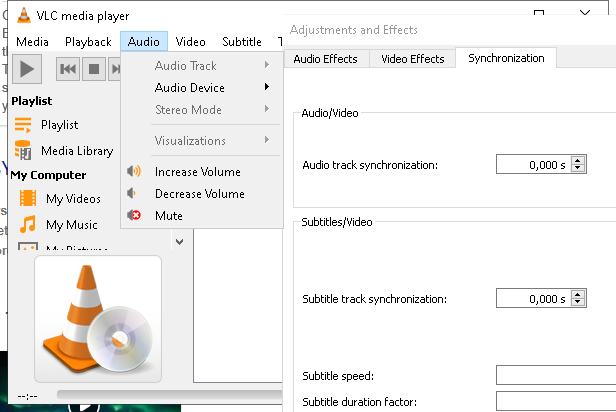 VLC media player
Media Playback Audio Video Subtitle
Audio Track
Audio Device
Stereo Mode
Visualizations
Increase Volume
Decrease Volume
Mute
Playlist
Playlist
Media Library
My Computer
My Videos
My Music
My Pictures
--:--
Adjustments and Effects
Audio Effects Video Effects Synchronization
Audio/Video
Audio track synchronization: 0,000 s
Subtitles/Video
Subtitle track synchronization: 0,000 s
Subtitle speed:
Subtitle duration factor: